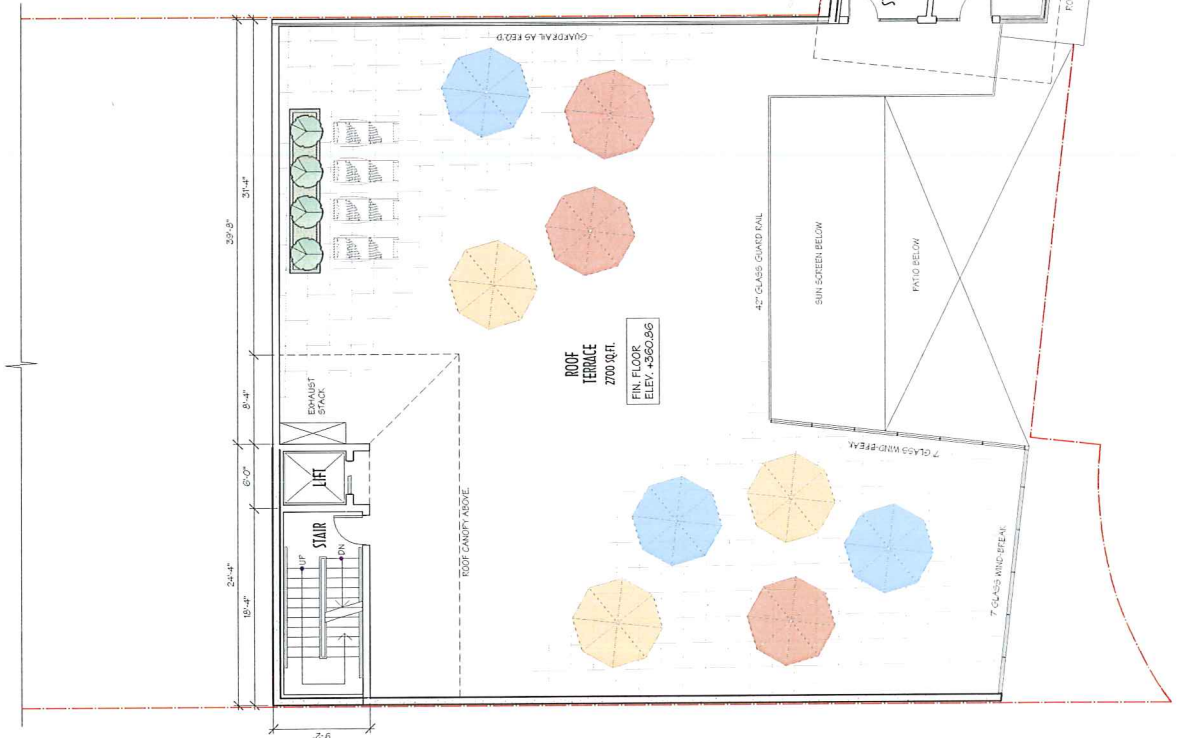 GUARDRAIL AS REQ'D
39'-8"
31'-4"
8'-4"
6'-0"
24'-4"
18'-4"
9'-2"
EXHAUST
STACK
LIFT
STAIR
UP
DN
ROOF CANOPY ABOVE
ROOF
TERRACE
2700 SQ.FT.
FIN. FLOOR
ELEV. +360.86
42" GLASS GUARD RAIL
SUN SCREEN BELOW
PATIO BELOW
7' GLASS WIND-BREAK
7' GLASS WIND-BREAK